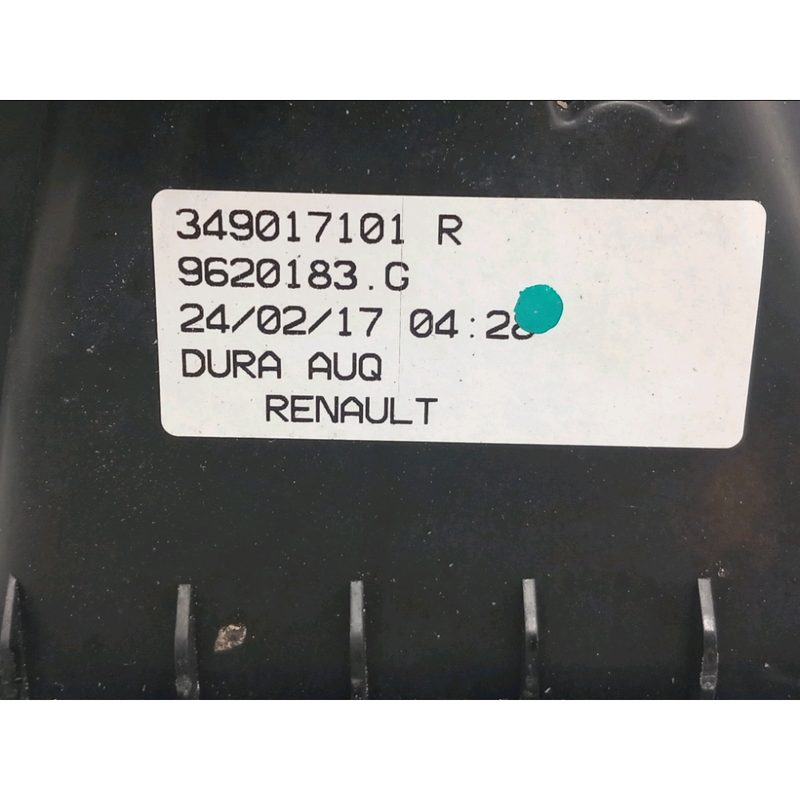 349017101 R
9620183.G
24/02/17 04:28
DURA AUQ
RENAULT